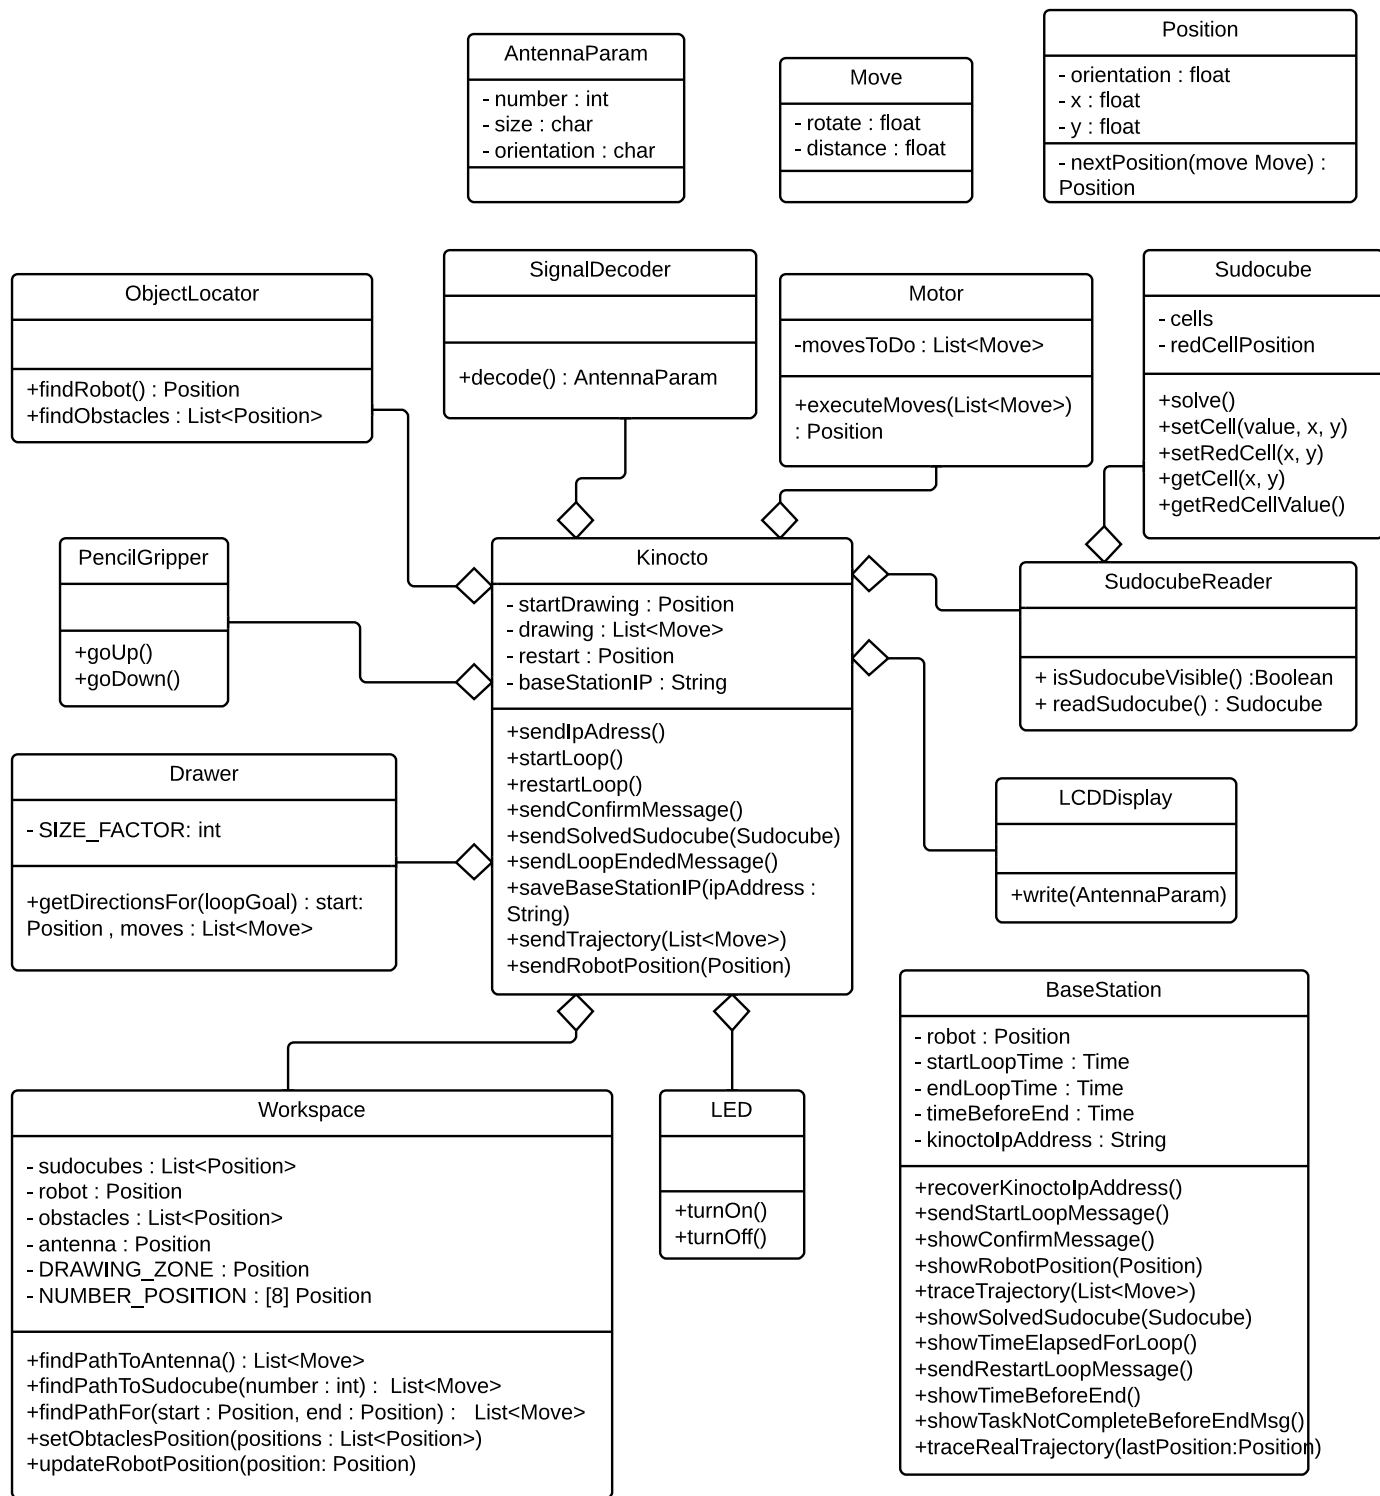 AntennaParam
- number : int
- size : char
- orientation : char
Move
- rotate : float
- distance : float
Position
- orientation : float
- x : float
- y : float
- nextPosition(move Move) :
Position
ObjectLocator
+findRobot() : Position
+findObstacles : List<Position>
SignalDecoder
+decode() : AntennaParam
Motor
-movesToDo : List<Move>
+executeMoves(List<Move>)
: Position
Sudocube
- cells
- redCellPosition
+solve()
+setCell(value, x, y)
+setRedCell(x, y)
+getCell(x, y)
+getRedCellValue()
PencilGripper
+goUp()
+goDown()
Kinocto
- startDrawing : Position
- drawing : List<Move>
- restart : Position
- baseStationIP : String
+sendIpAdress()
+startLoop()
+restartLoop()
+sendConfirmMessage()
+sendSolvedSudocube(Sudocube)
+sendLoopEndedMessage()
+saveBaseStationIP(ipAddress :
String)
+sendTrajectory(List<Move>)
+sendRobotPosition(Position)
SudocubeReader
+ isSudocubeVisible() :Boolean
+ readSudocube() : Sudocube
Drawer
- SIZE_FACTOR: int
+getDirectionsFor(loopGoal) : start:
Position , moves : List<Move>
LCDDisplay
+write(AntennaParam)
Workspace
- sudocubes : List<Position>
- robot : Position
- obstacles : List<Position>
- antenna : Position
- DRAWING_ZONE : Position
- NUMBER_POSITION : [8] Position
+findPathToAntenna() : List<Move>
+findPathToSudocube(number : int) : List<Move>
+findPathFor(start : Position, end : Position) : List<Move>
+setObtaclesPosition(positions : List<Position>)
+updateRobotPosition(position: Position)
LED
+turnOn()
+turnOff()
BaseStation
- robot : Position
- startLoopTime : Time
- endLoopTime : Time
- timeBeforeEnd : Time
- kinoctoIpAddress : String
+recoverKinoctoIpAddress()
+sendStartLoopMessage()
+showConfirmMessage()
+showRobotPosition(Position)
+traceTrajectory(List<Move>)
+showSolvedSudocube(Sudocube)
+showTimeElapsedForLoop()
+sendRestartLoopMessage()
+showTimeBeforeEnd()
+showTaskNotCompleteBeforeEndMsg()
+traceRealTrajectory(lastPosition:Position)